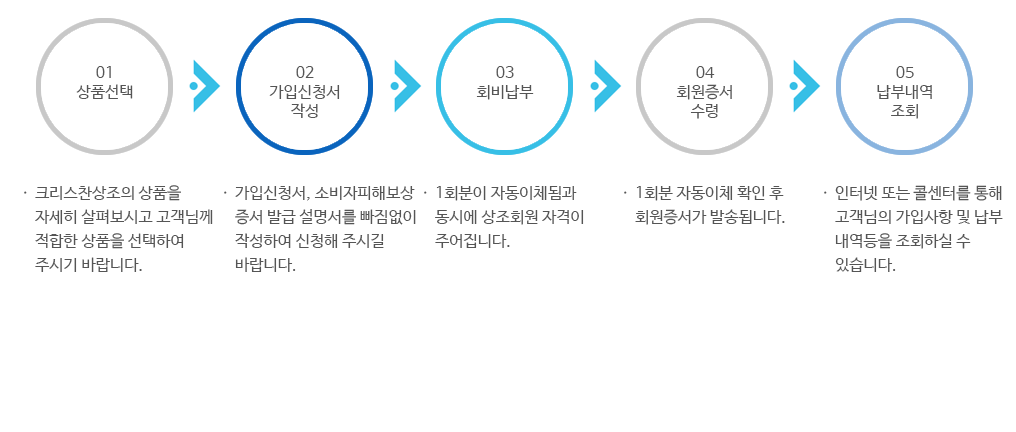 01
상품선택
02
가입신청서
작성
03
회비납부
04
회원증서
수령
05
납부내역
조회
· 크리스찬상조의 상품을
자세히 살펴보시고 고객님께
적합한 상품을 선택하여
주시기 바랍니다.
· 가입신청서, 소비자피해보상
증서 발급 설명서를 빠짐없이
작성하여 신청해 주시길
바랍니다.
· 1회분이 자동이체됨과
동시에 상조회원 자격이
주어집니다.
· 1회분 자동이체 확인 후
회원증서가 발송됩니다.
· 인터넷 또는 콜센터를 통해
고객님의 가입사항 및 납부
내역등을 조회하실 수
있습니다.